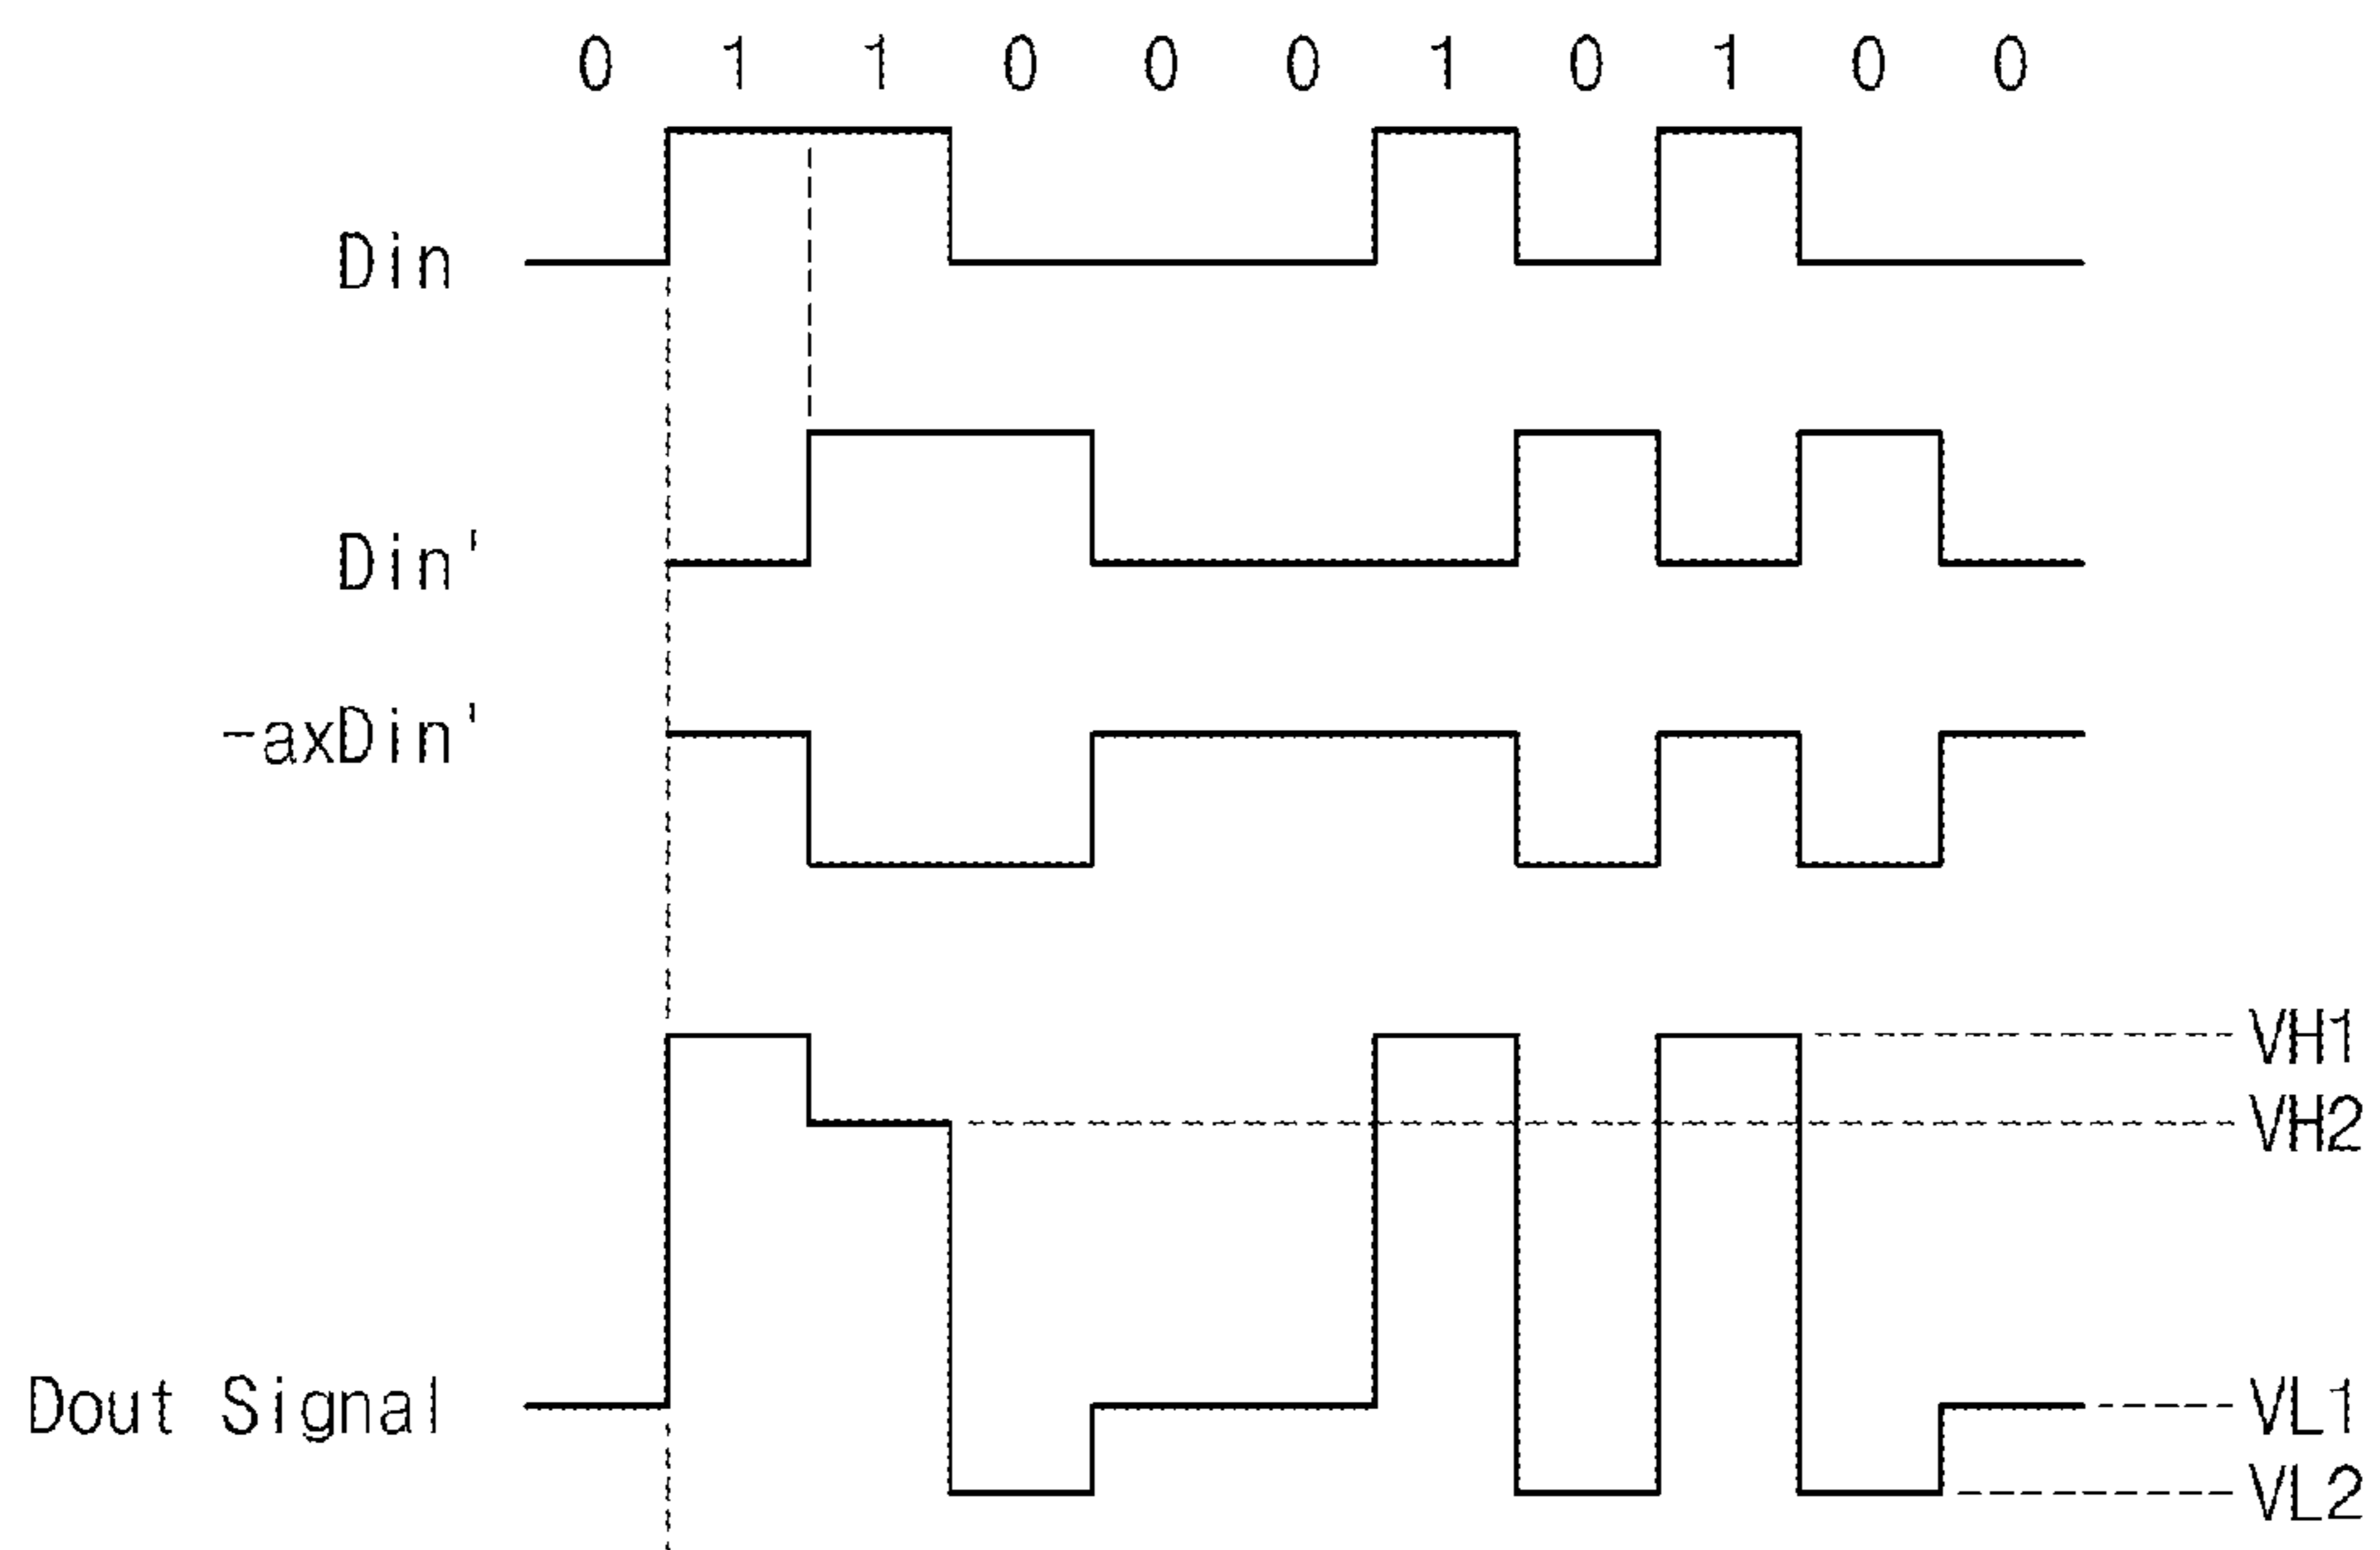 0 1 1 0 0 0 1 0 1 0 0
Din
Din'
-axDin'
VH1
VH2
Dout Signal
VL1
VL2